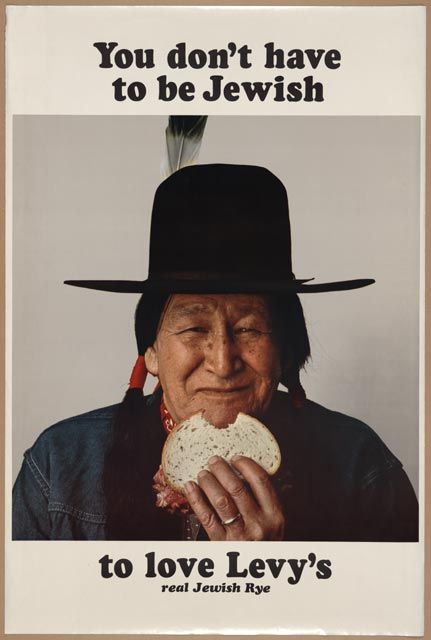 You don't have
to be Jewish
to love Levy's
real Jewish Rye